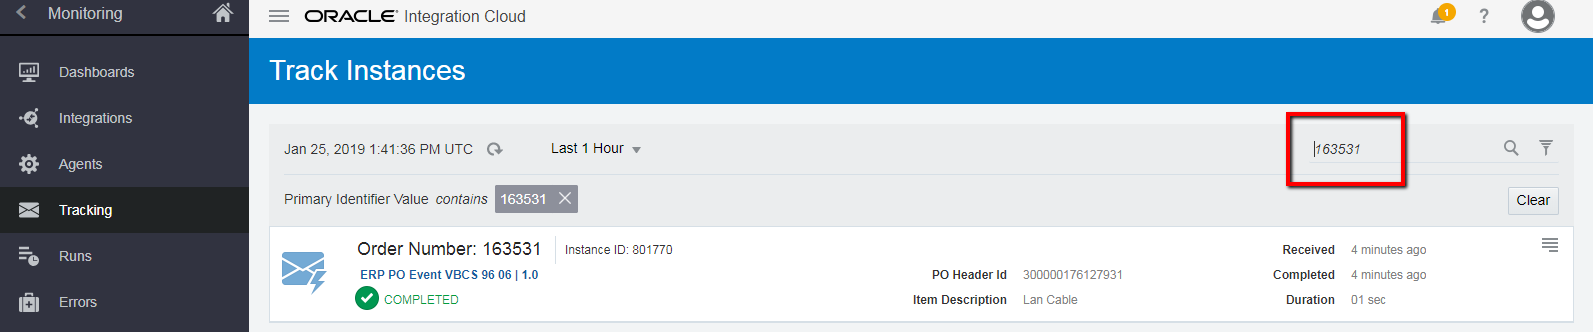 Monitoring
Dashboards
Integrations
Agents
Tracking
Runs
Errors
ORACLE® Integration Cloud
1
?
Track Instances
Jan 25, 2019 1:41:36 PM UTC
Last 1 Hour
163531
Primary Identifier Value contains 163531
Clear
Order Number: 163531
Instance ID: 801770
ERP PO Event VBCS 96 06 | 1.0
COMPLETED
PO Header Id 300000176127931
Item Description Lan Cable
Received 4 minutes ago
Completed 4 minutes ago
Duration 01 sec